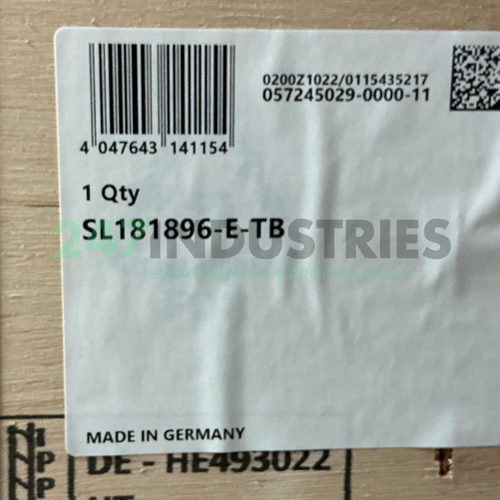 0200Z1022/0115435217
057245029-0000-11
4 047643 141154
1 Qty
SL181896-E-TB
247 INDUSTRIES
MADE IN GERMANY
DE - HE493022
HT